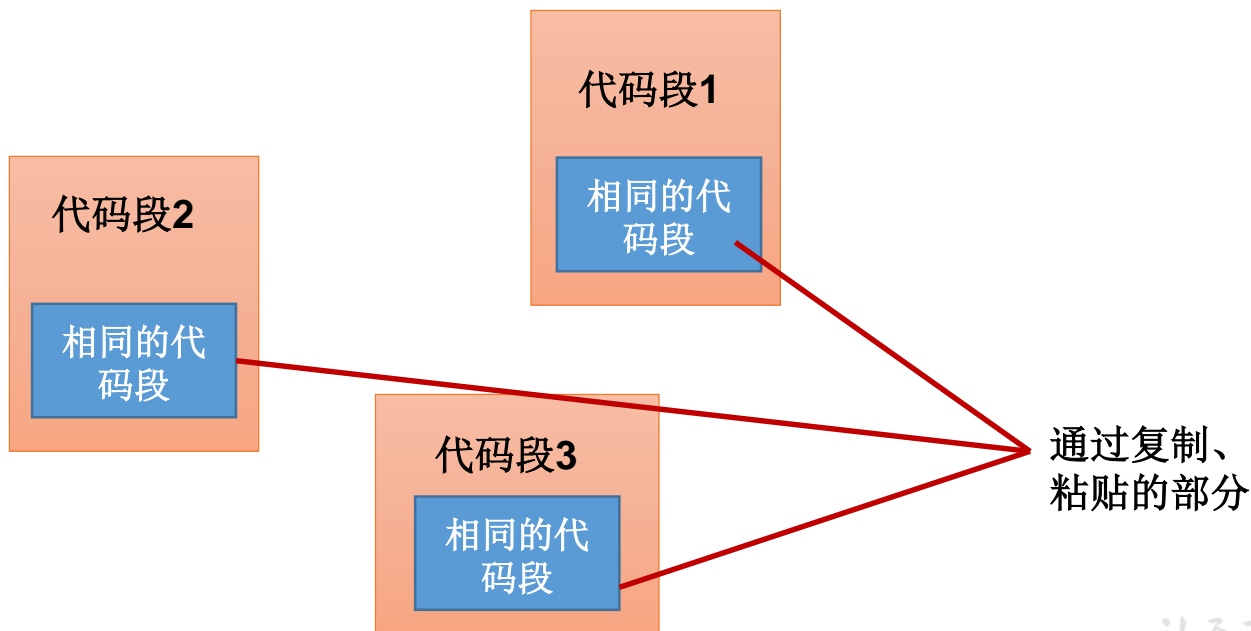 代码段1
相同的代
码段
代码段2
相同的代
码段
代码段3
相同的代
码段
通过复制、
粘贴的部分